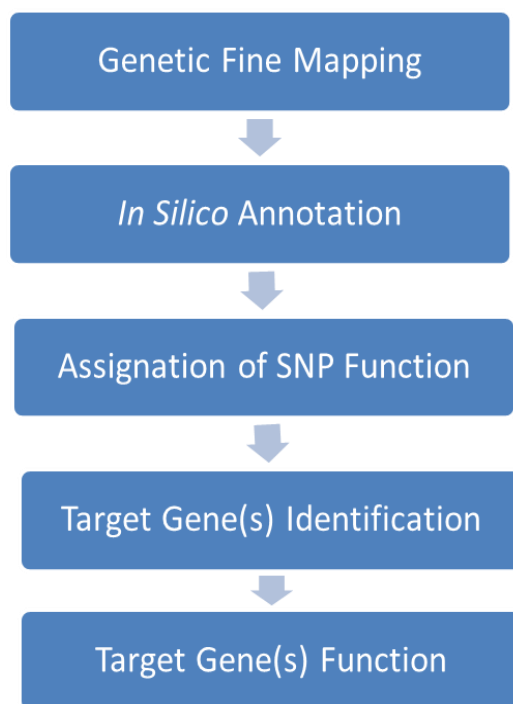 Genetic Fine Mapping
In Silico Annotation
Assignation of SNP Function
Target Gene(s) Identification
Target Gene(s) Function